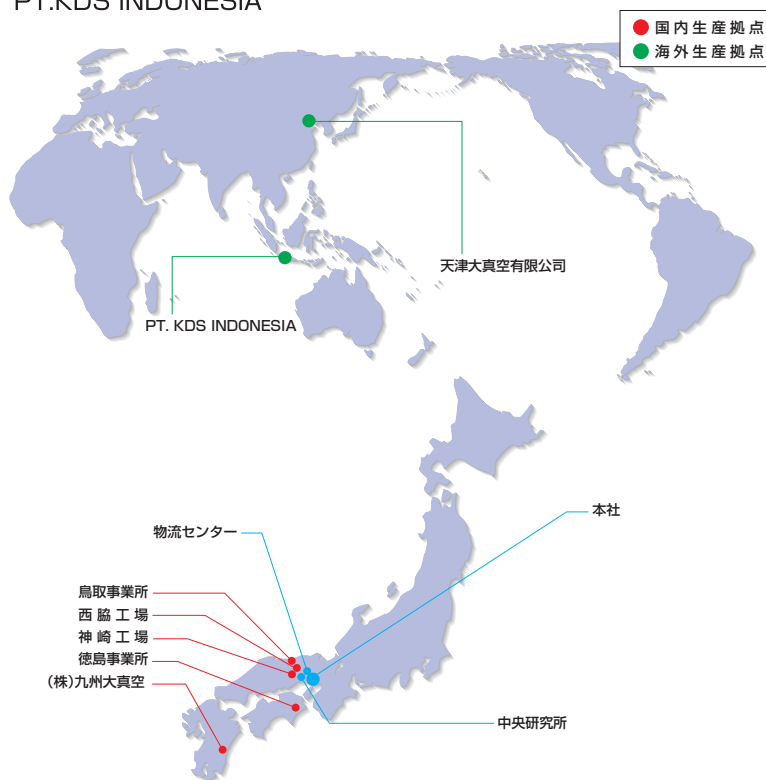 PT.KDS INDONESIA
国内生産拠点
海外生産拠点
天津大真空有限公司
PT. KDS INDONESIA
本社
物流センター
鳥取事業所
西脇工場
神崎工場
徳島事業所
(株)九州大真空
中央研究所